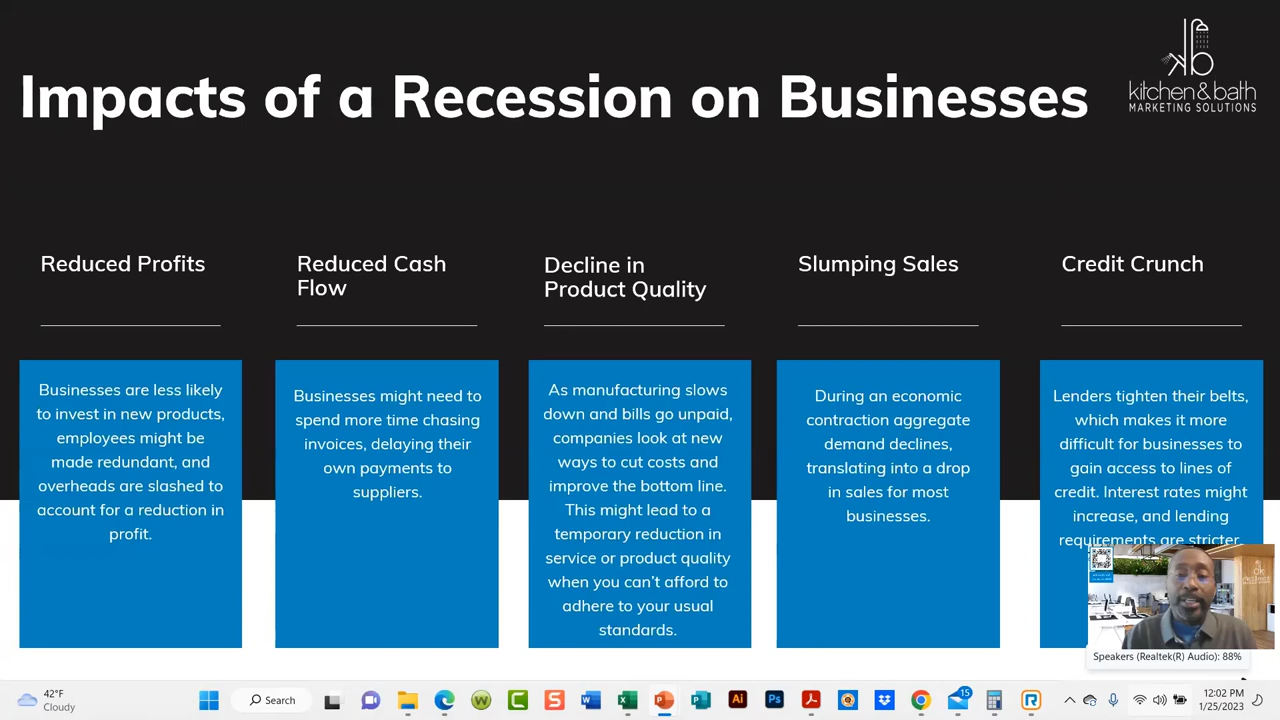 Impacts of a Recession on Businesses
kitchen&bath
MARKETING SOLUTIONS
Reduced Profits
Businesses are less likely
to invest in new products,
employees might be
made redundant, and
overheads are slashed to
account for a reduction in
profit.
Reduced Cash
Flow
Businesses might need to
spend more time chasing
invoices, delaying their
own payments to
suppliers.
Decline in
Product Quality
As manufacturing slows
down and bills go unpaid,
companies look at new
ways to cut costs and
improve the bottom line.
This might lead to a
temporary reduction in
service or product quality
when you can't afford to
adhere to your usual
standards.
Slumping Sales
During an economic
contraction aggregate
demand declines,
translating into a drop
in sales for most
businesses.
Credit Crunch
Lenders tighten their belts,
which makes it more
difficult for businesses to
gain access to lines of
credit. Interest rates might
increase, and lending
requirements are stricter.
Speakers (Realtek(R) Audio): 88%
42°F
Cloudy
Search
15
12:02 PM
1/25/2023